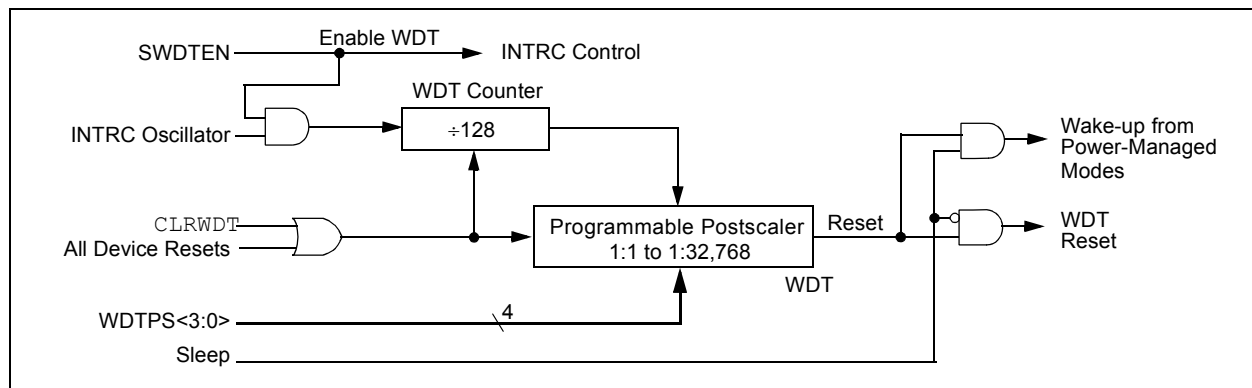 SWDTEN
Enable WDT
INTRC Control
WDT Counter
INTRC Oscillator
÷128
Wake-up from
Power-Managed
Modes
CLRWDT
All Device Resets
Programmable Postscaler
1:1 to 1:32,768
Reset
WDT
Reset
WDT
WDTPS<3:0>
4
Sleep